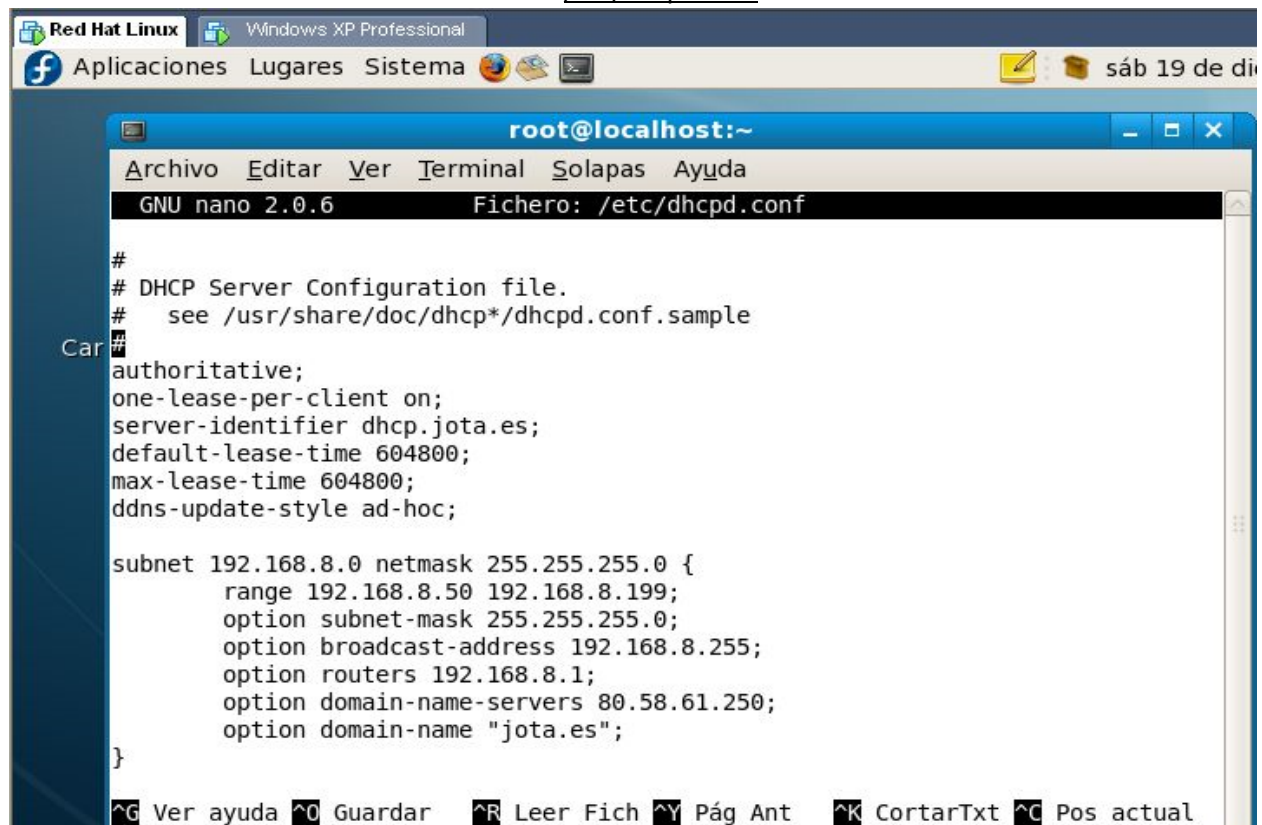 Red Hat Linux Windows XP Professional
Aplicaciones Lugares Sistema sáb 19 de di
root@localhost:~
Archivo Editar Ver Terminal Solapas Ayuda
GNU nano 2.0.6 Fichero: /etc/dhcpd.conf
#
# DHCP Server Configuration file.
#   see /usr/share/doc/dhcp*/dhcpd.conf.sample
Car #
authoritative;
one-lease-per-client on;
server-identifier dhcp.jota.es;
default-lease-time 604800;
max-lease-time 604800;
ddns-update-style ad-hoc;
subnet 192.168.8.0 netmask 255.255.255.0 {
range 192.168.8.50 192.168.8.199;
option subnet-mask 255.255.255.0;
option broadcast-address 192.168.8.255;
option routers 192.168.8.1;
option domain-name-servers 80.58.61.250;
option domain-name "jota.es";
}
^G Ver ayuda ^O Guardar ^R Leer Fich ^Y Pág Ant ^K CortarTxt ^C Pos actual